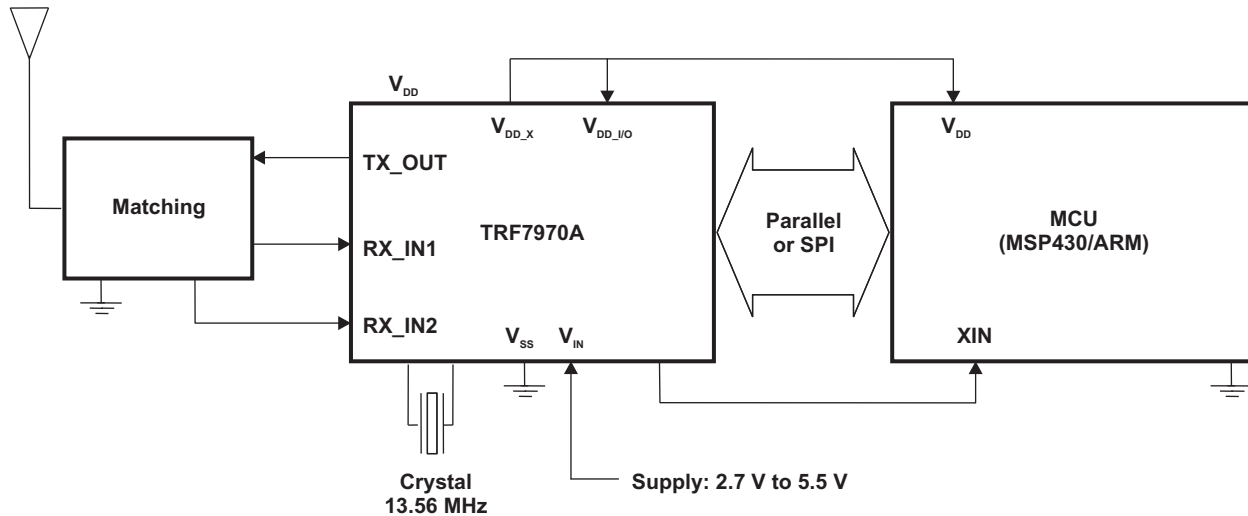 V_DD
V_DD_X V_DD_I/O V_DD
TX_OUT
Matching
TRF7970A
Parallel
or SPI
MCU
(MSP430/ARM)
RX_IN1
RX_IN2
V_SS V_IN
XIN
Crystal
13.56 MHz
Supply: 2.7 V to 5.5 V